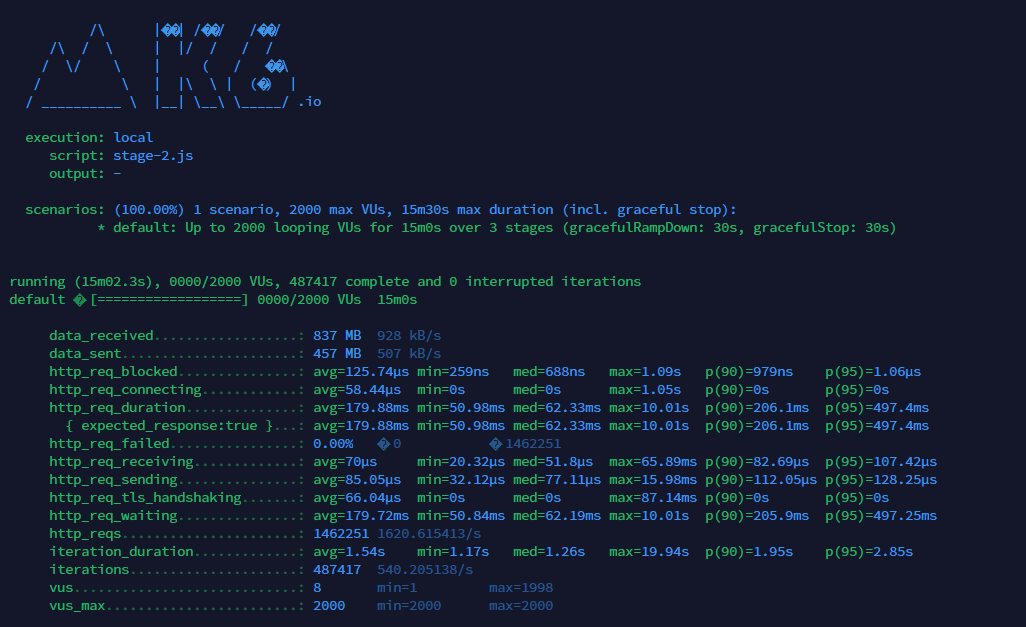 /\ |��| /��/ /��/
/\ / \ | |/ / / /
/ \/ \ | ( / ��\
/ \ | |\ \ | (�) |
/ __________ \ |__| \__\ \_____/ .io
execution: local
script: stage-2.js
output: -
scenarios: (100.00%) 1 scenario, 2000 max VUs, 15m30s max duration (incl. graceful stop):
* default: Up to 2000 looping VUs for 15m0s over 3 stages (gracefulRampDown: 30s, gracefulStop: 30s)
running (15m02.3s), 0000/2000 VUs, 487417 complete and 0 interrupted iterations
default � [==================] 0000/2000 VUs 15m0s
data_received..................: 837 MB 928 kB/s
data_sent......................: 457 MB 507 kB/s
http_req_blocked...............: avg=125.74µs min=259ns med=688ns max=1.09s p(90)=979ns p(95)=1.06µs
http_req_connecting............: avg=58.44µs min=0s med=0s max=1.05s p(90)=0s p(95)=0s
http_req_duration..............: avg=179.88ms min=50.98ms med=62.33ms max=10.01s p(90)=206.1ms p(95)=497.4ms
{ expected_response:true }...: avg=179.88ms min=50.98ms med=62.33ms max=10.01s p(90)=206.1ms p(95)=497.4ms
http_req_failed................: 0.00% �0 �1462251
http_req_receiving.............: avg=70µs min=20.32µs med=51.8µs max=65.89ms p(90)=82.69µs p(95)=107.42µs
http_req_sending...............: avg=85.05µs min=32.12µs med=77.11µs max=15.98ms p(90)=112.05µs p(95)=128.25µs
http_req_tls_handshaking.......: avg=66.04µs min=0s med=0s max=87.14ms p(90)=0s p(95)=0s
http_req_waiting...............: avg=179.72ms min=50.84ms med=62.19ms max=10.01s p(90)=205.9ms p(95)=497.25ms
http_reqs......................: 1462251 1620.615413/s
iteration_duration.............: avg=1.54s min=1.17s med=1.26s max=19.94s p(90)=1.95s p(95)=2.85s
iterations.....................: 487417 540.205138/s
vus............................: 8 min=1 max=1998
vus_max........................: 2000 min=2000 max=2000